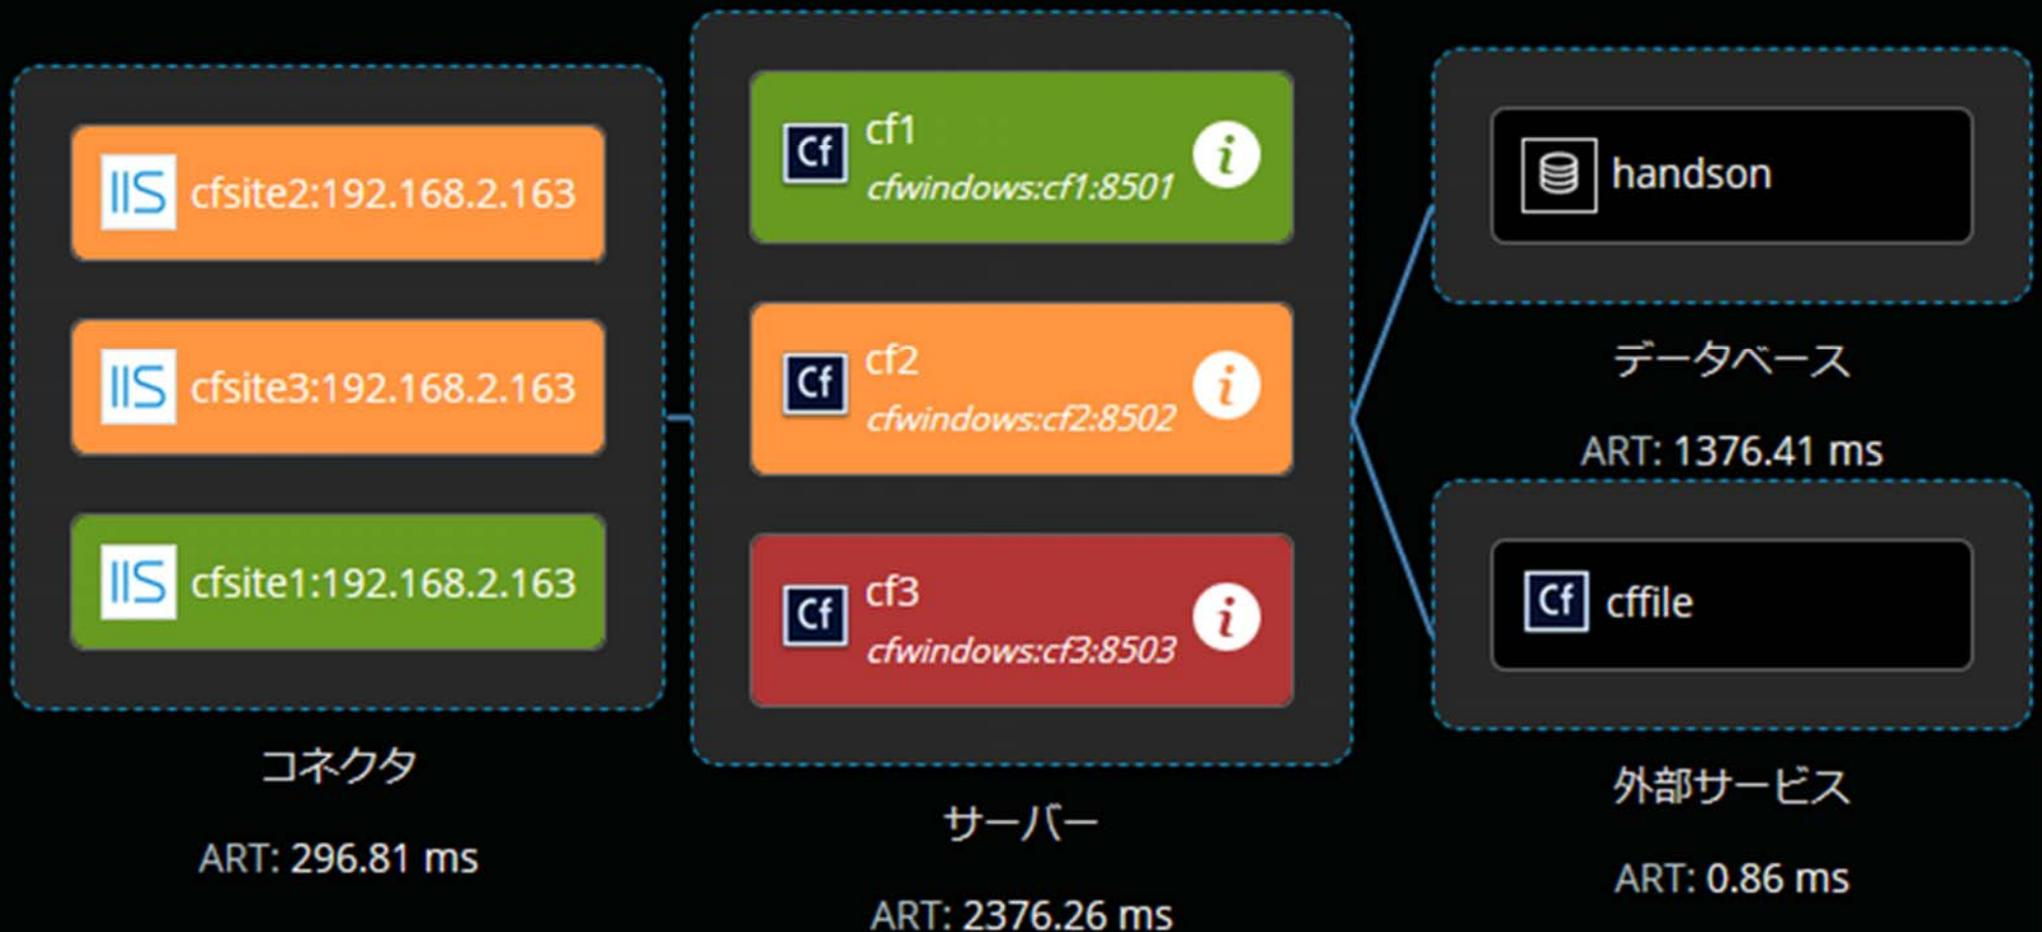 IIS cfsite2:192.168.2.163
IIS cfsite3:192.168.2.163
IIS cfsite1:192.168.2.163
コネクタ
ART: 296.81 ms
Cf cf1
cfwindows:cf1:8501
i
Cf cf2
cfwindows:cf2:8502
i
Cf cf3
cfwindows:cf3:8503
i
サーバー
ART: 2376.26 ms
handson
データベース
ART: 1376.41 ms
Cf cffile
外部サービス
ART: 0.86 ms